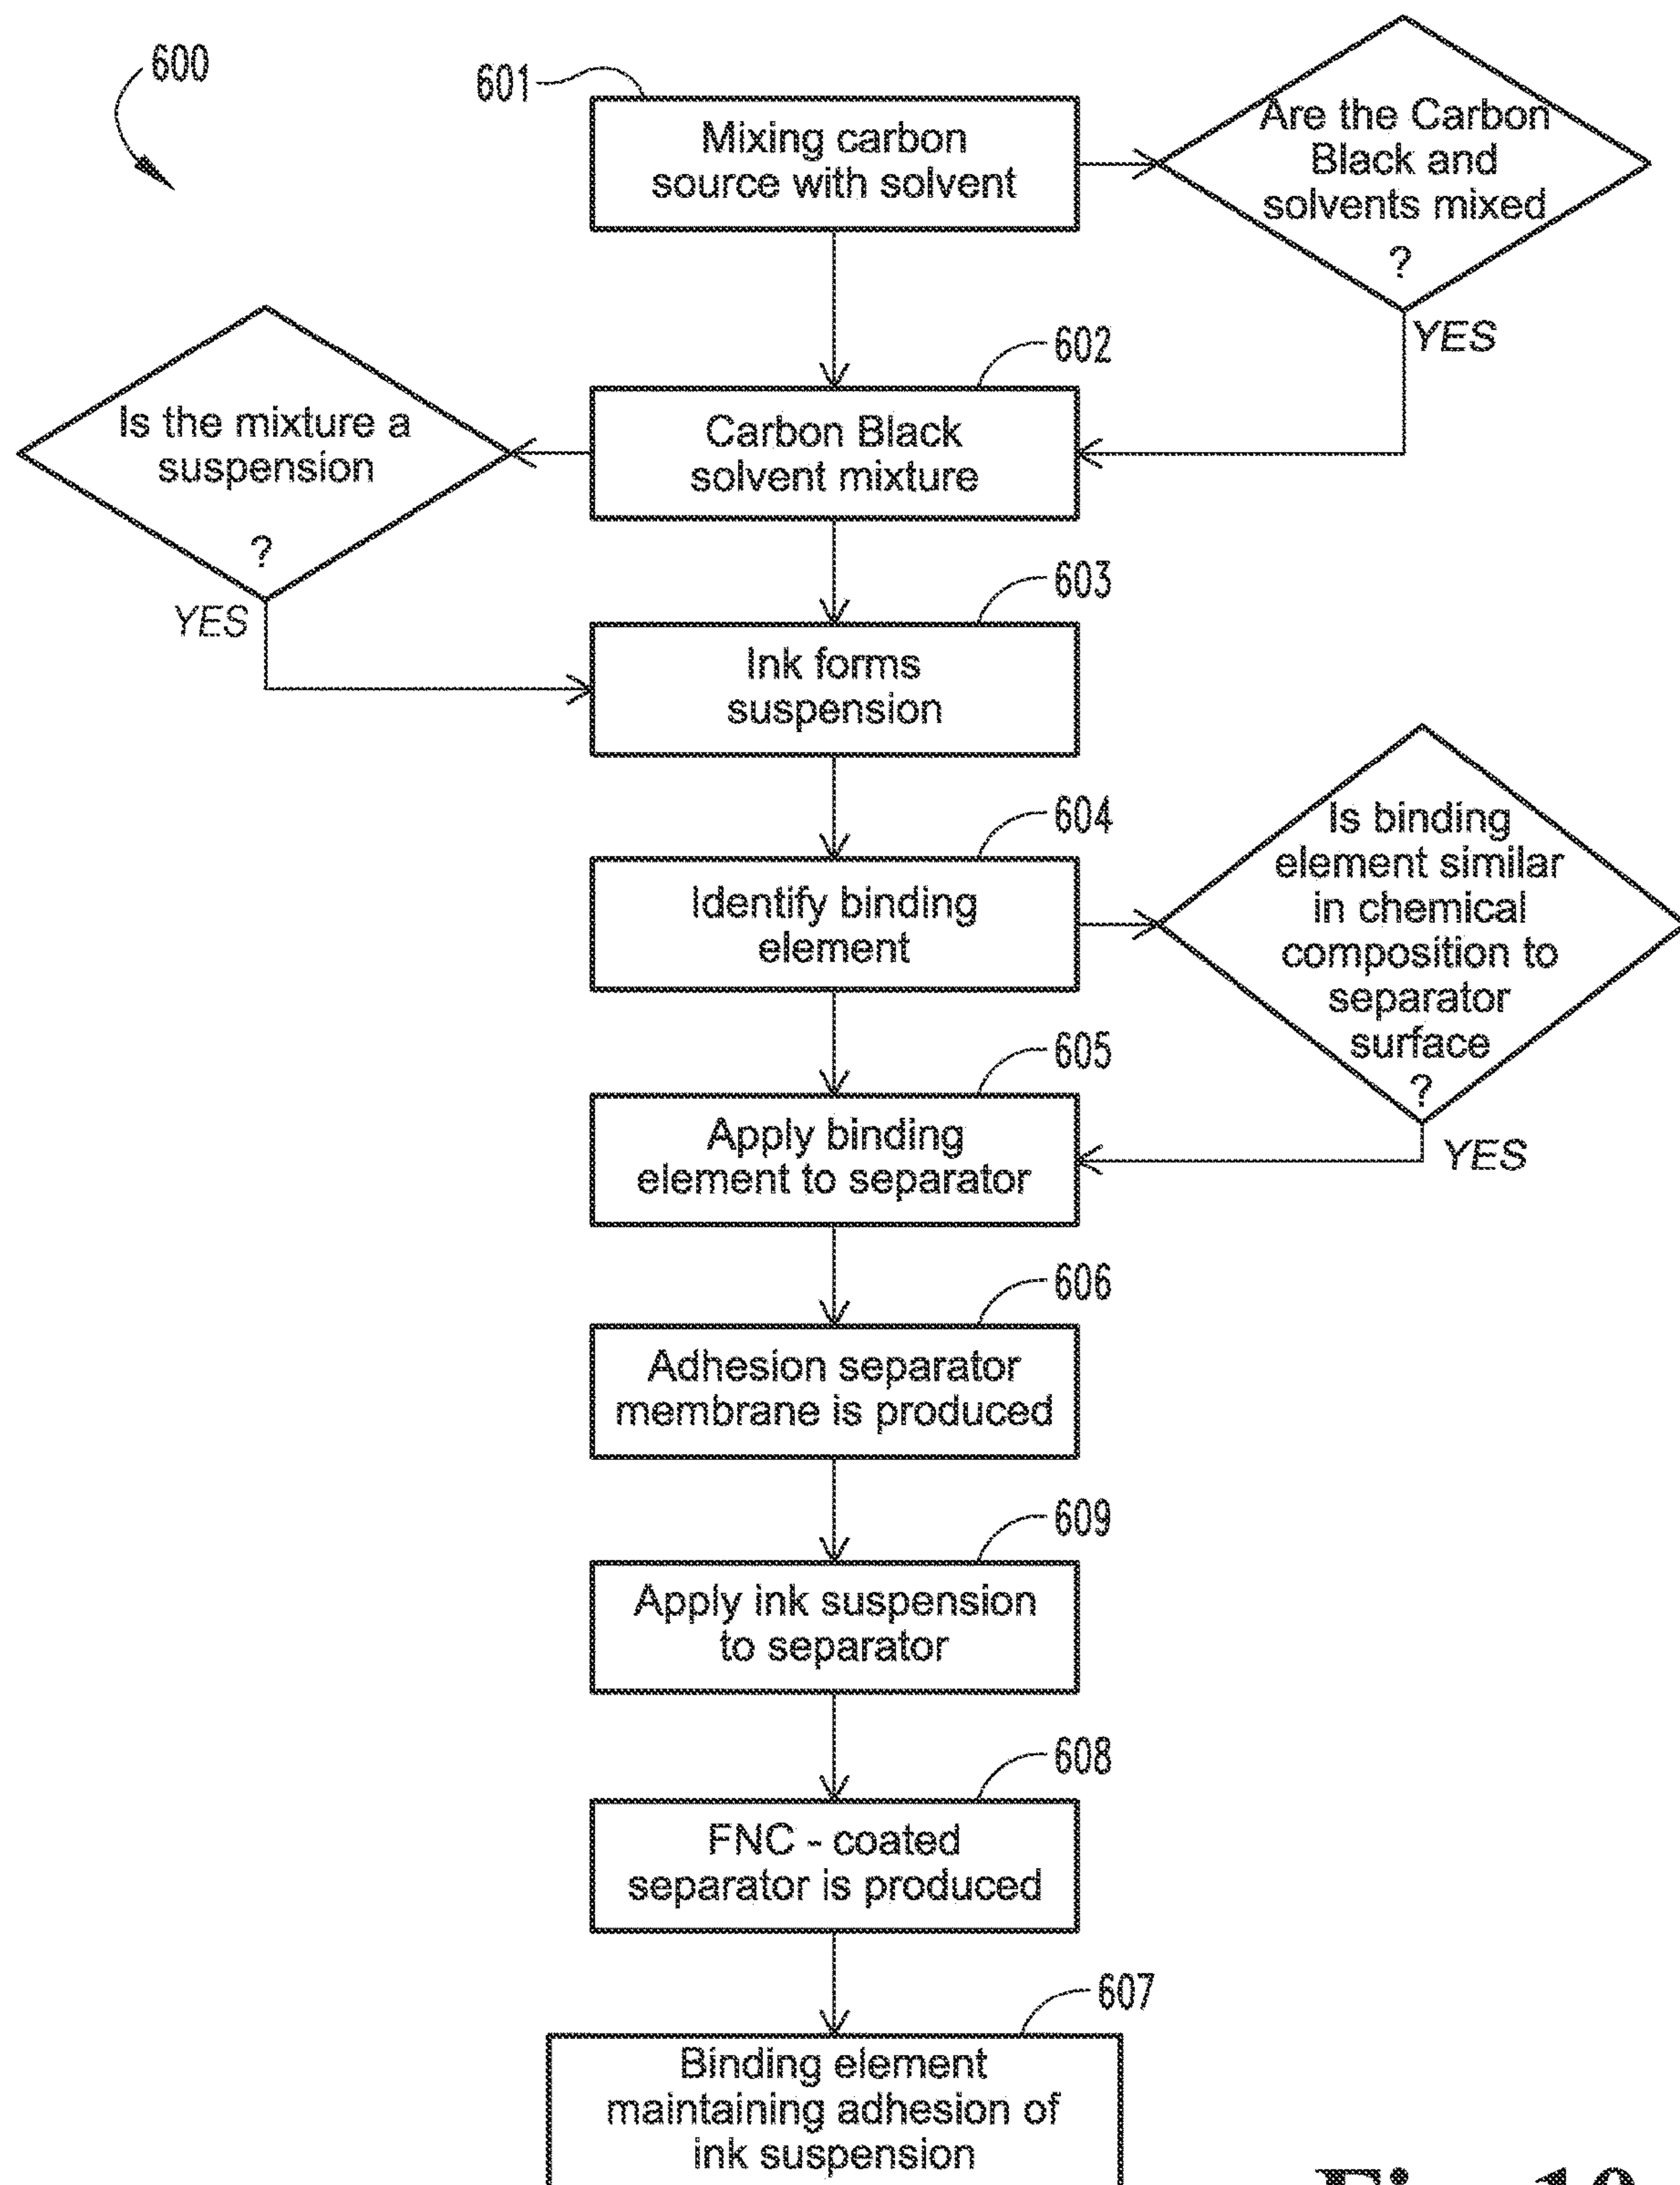 600
601
Mixing carbon
source with solvent
Are the Carbon
Black and
solvents mixed
?
YES
602
Carbon Black
solvent mixture
Is the mixture a
suspension
?
YES
603
Ink forms
suspension
604
Identify binding
element
Is binding
element similar
in chemical
composition to
separator
surface
?
YES
605
Apply binding
element to separator
606
Adhesion separator
membrane is produced
609
Apply ink suspension
to separator
608
FNC - coated
separator is produced
607
Binding element
maintaining adhesion of
ink suspension